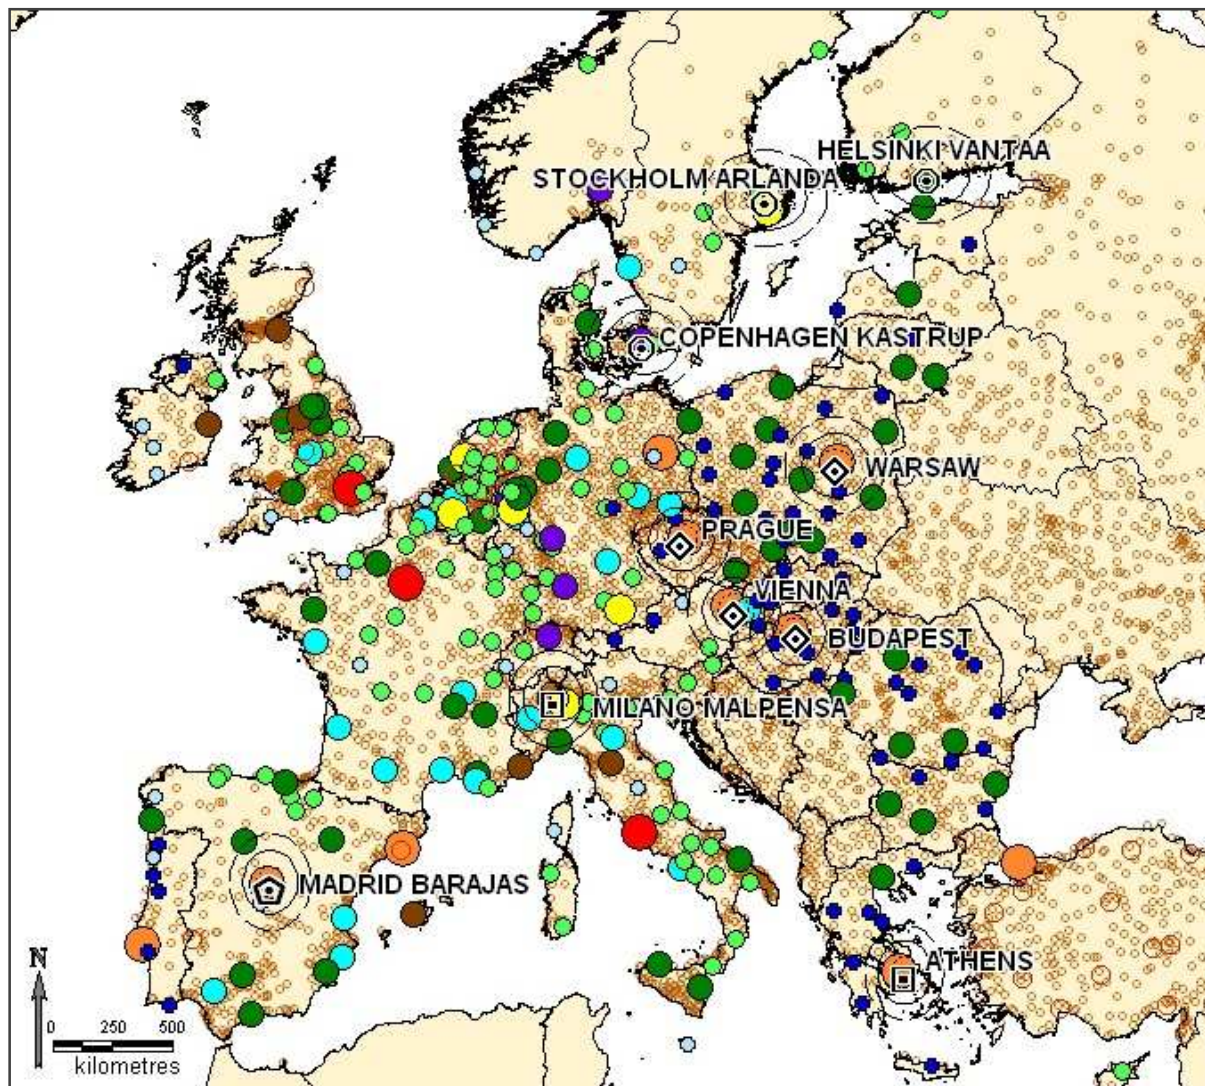 HELSINKI VANTAA
STOCKHOLM ARLANDA
COPENHAGEN KASTRUP
WARSAW
PRAGUE
VIENNA
BUDAPEST
MILANO MALPENSA
MADRID BARAJAS
ATHENS
N
0 250 500
kilometres